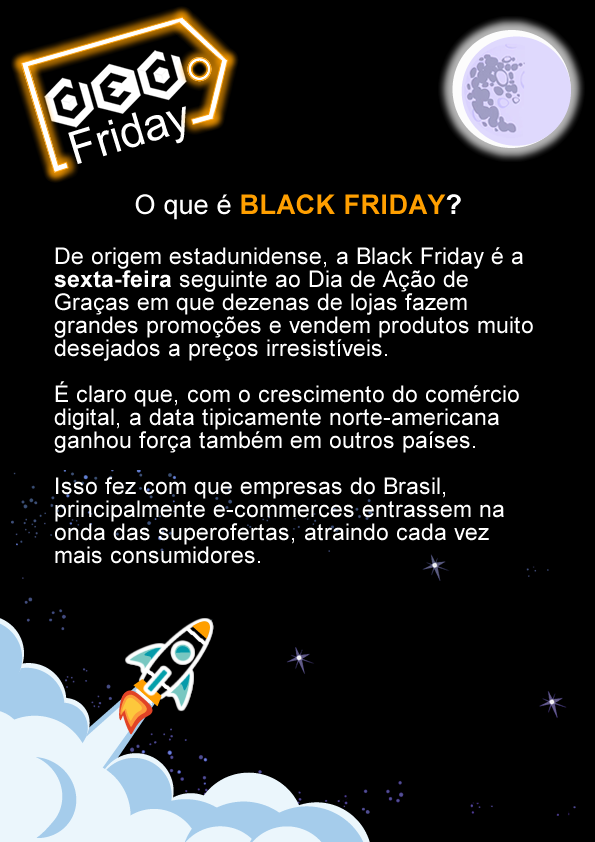 Friday
O que é BLACK FRIDAY?
De origem estadunidense, a Black Friday é a
sexta-feira seguinte ao Dia de Ação de
Graças em que dezenas de lojas fazem
grandes promoções e vendem produtos muito
desejados a preços irresistíveis.
É claro que, com o crescimento do comércio
digital, a data tipicamente norte-americana
ganhou força também em outros países.
Isso fez com que empresas do Brasil,
principalmente e-commerces entrassem na
onda das superofertas, atraindo cada vez
mais consumidores.